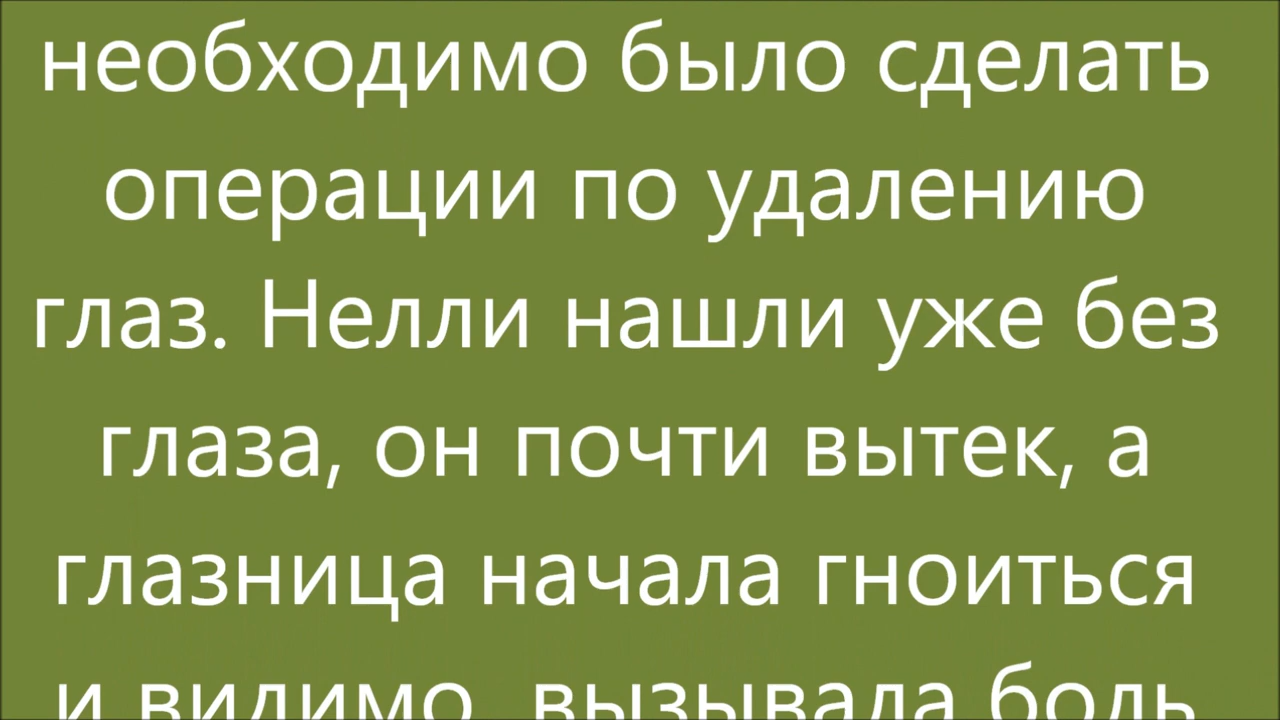 необходимо было сделать
операции по удалению
глаз. Нелли нашли уже без
глаза, он почти вытек, а
глазница начала гноиться
и видимо, вызывала боль